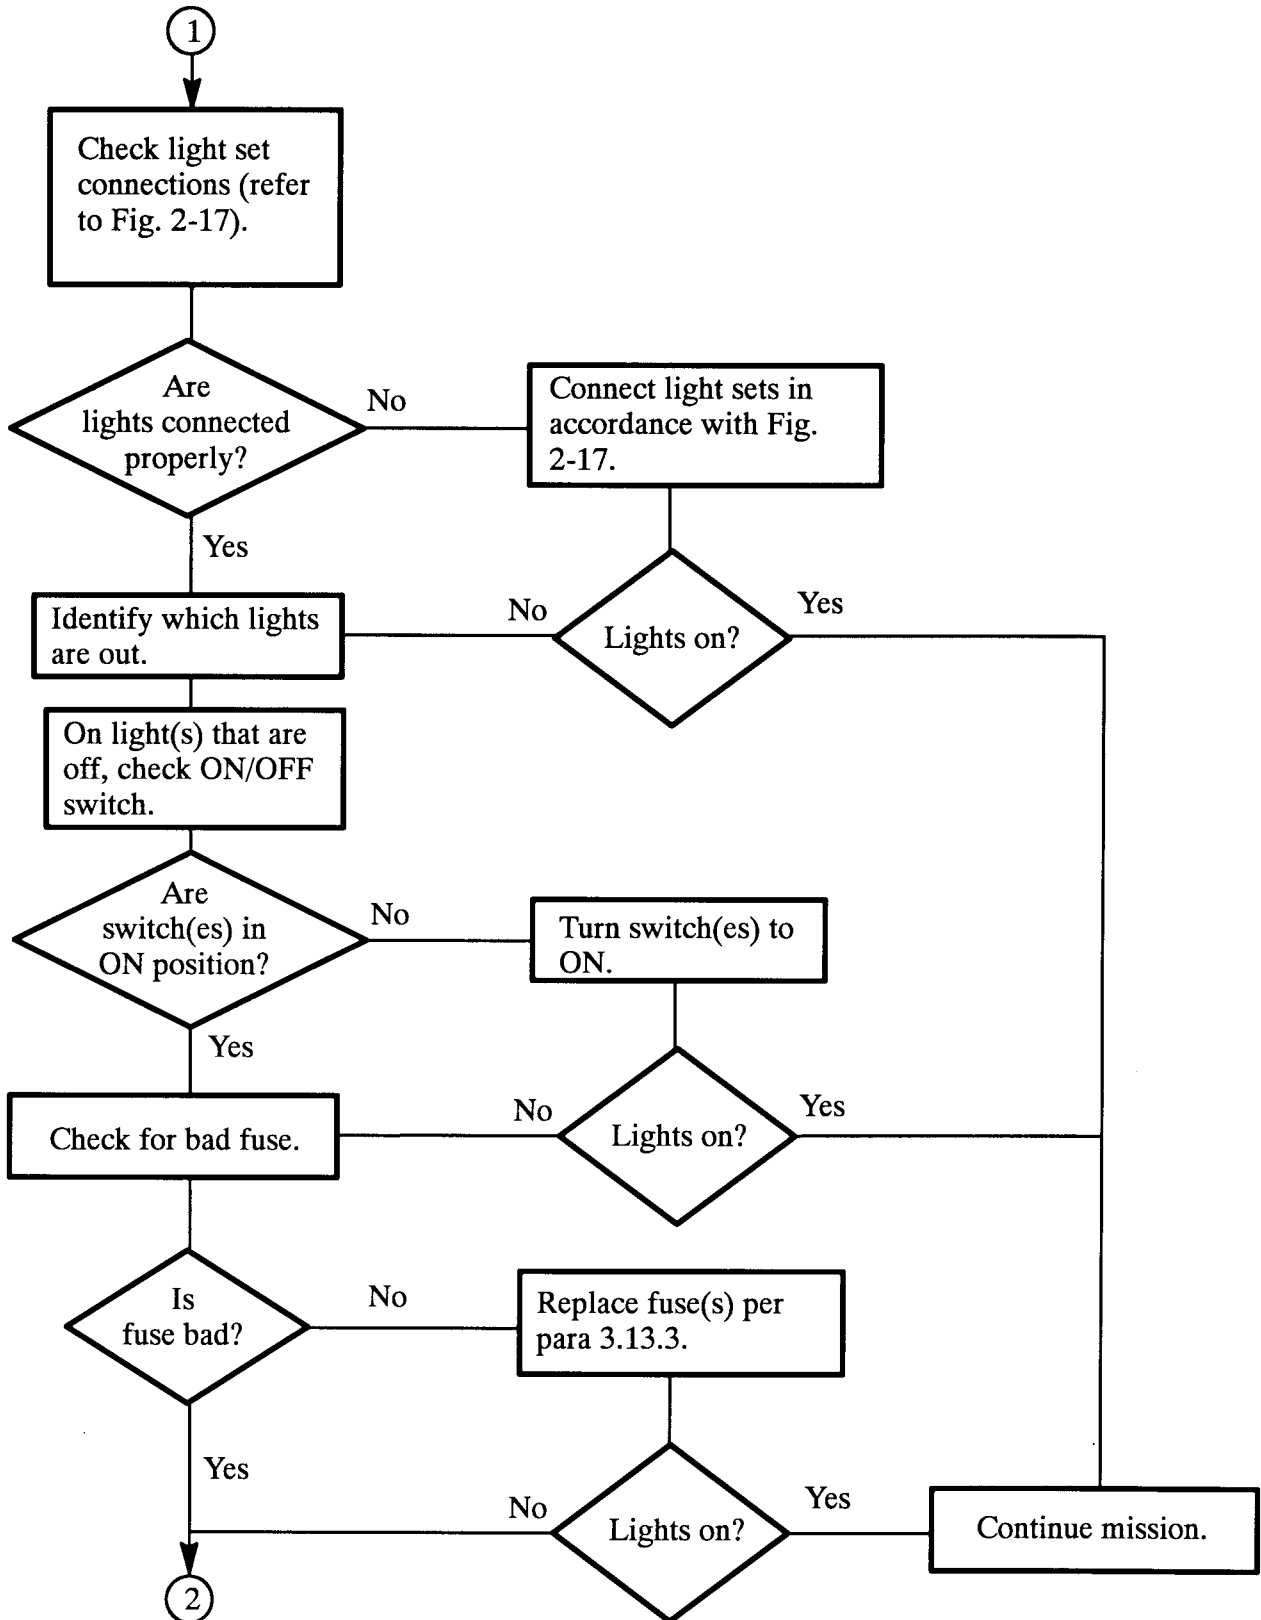 1
Check light set
connections (refer
to Fig. 2-17).
Are
lights connected
properly?
No
Connect light sets in
accordance with Fig.
2-17.
Yes
Identify which lights
are out.
No
Lights on?
Yes
On light(s) that are
off, check ON/OFF
switch.
Are
switch(es) in
ON position?
No
Turn switch(es) to
ON.
Yes
Check for bad fuse.
No
Lights on?
Yes
Is
fuse bad?
No
Replace fuse(s) per
para 3.13.3.
Yes
No
Lights on?
Yes
Continue mission.
2